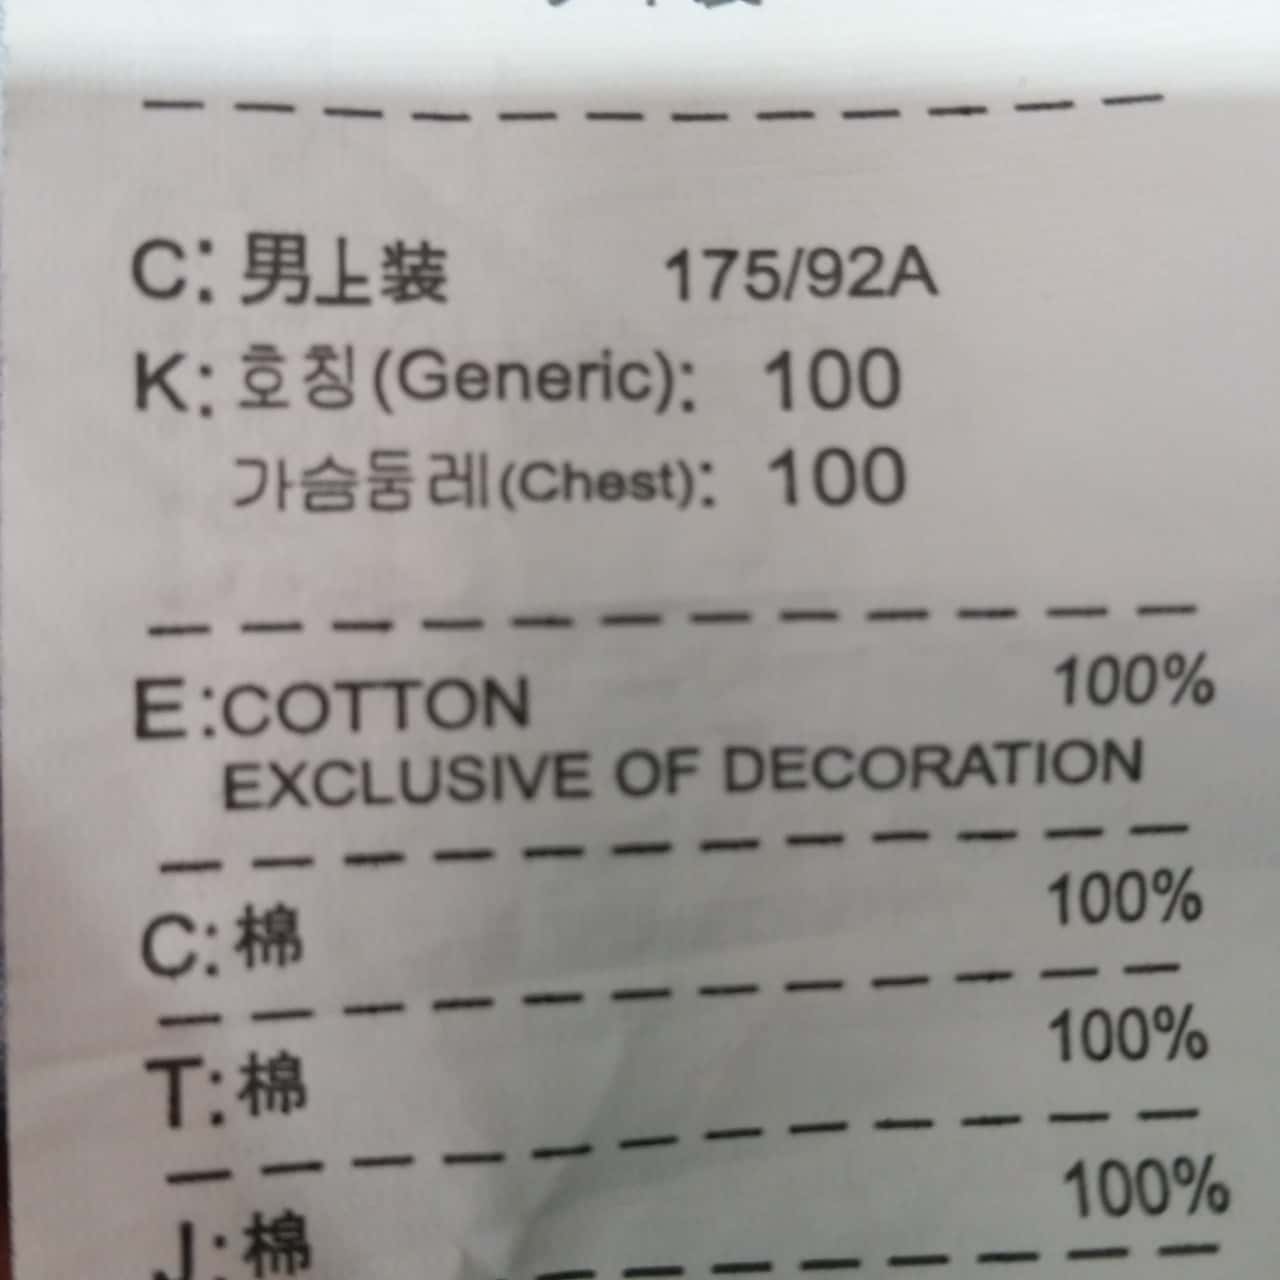 C: 男上装 175/92A
K: 호칭(Generic): 100
가슴둘레(Chest): 100
E:COTTON 100%
EXCLUSIVE OF DECORATION
C: 棉 100%
T: 棉 100%
J: 棉 100%